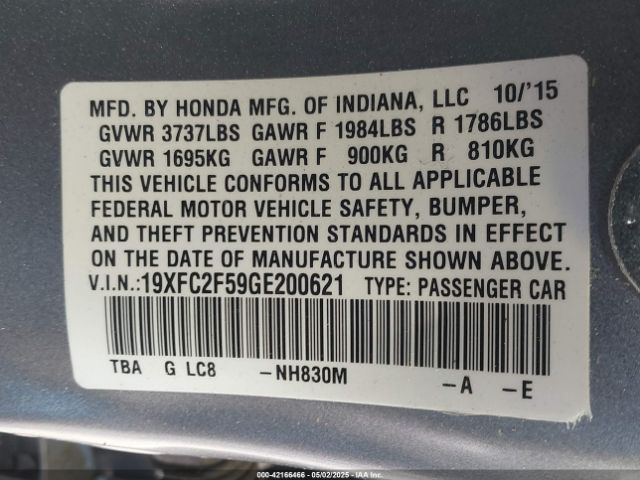 MFD. BY HONDA MFG. OF INDIANA, LLC 10/'15
GVWR 3737LBS GAWR F 1984LBS R 1786LBS
GVWR 1695KG GAWR F 900KG R 810KG
THIS VEHICLE CONFORMS TO ALL APPLICABLE
FEDERAL MOTOR VEHICLE SAFETY, BUMPER,
AND THEFT PREVENTION STANDARDS IN EFFECT
ON THE DATE OF MANUFACTURE SHOWN ABOVE.
V.I.N.:19XFC2F59GE200621 TYPE: PASSENGER CAR
TBA G LC8 -NH830M -A -E
000-42166466 - 05/02/2025 - IAAI.COM